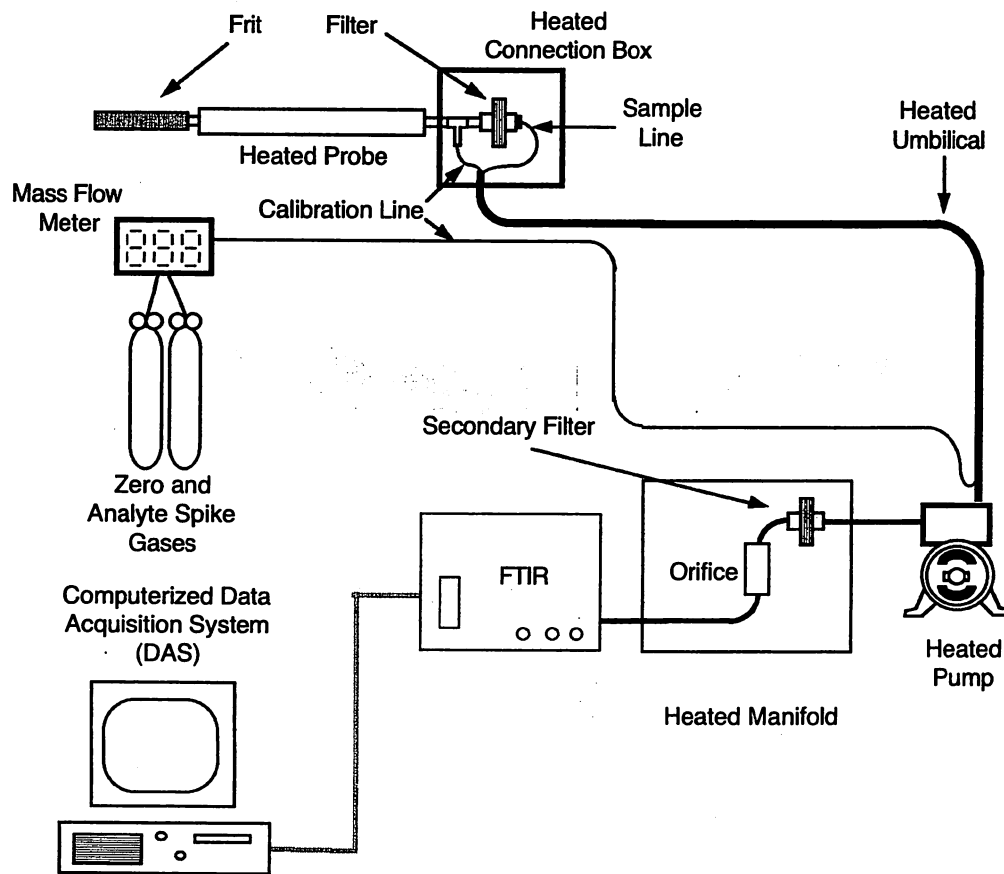 Frit
Filter
Heated
Connection Box
Sample
Line
Heated
Umbilical
Heated Probe
Mass Flow
Meter
Calibration Line
Secondary Filter
Zero and
Analyte Spike
Gases
FTIR
Orifice
Computerized Data
Acquisition System
(DAS)
Heated
Pump
Heated Manifold